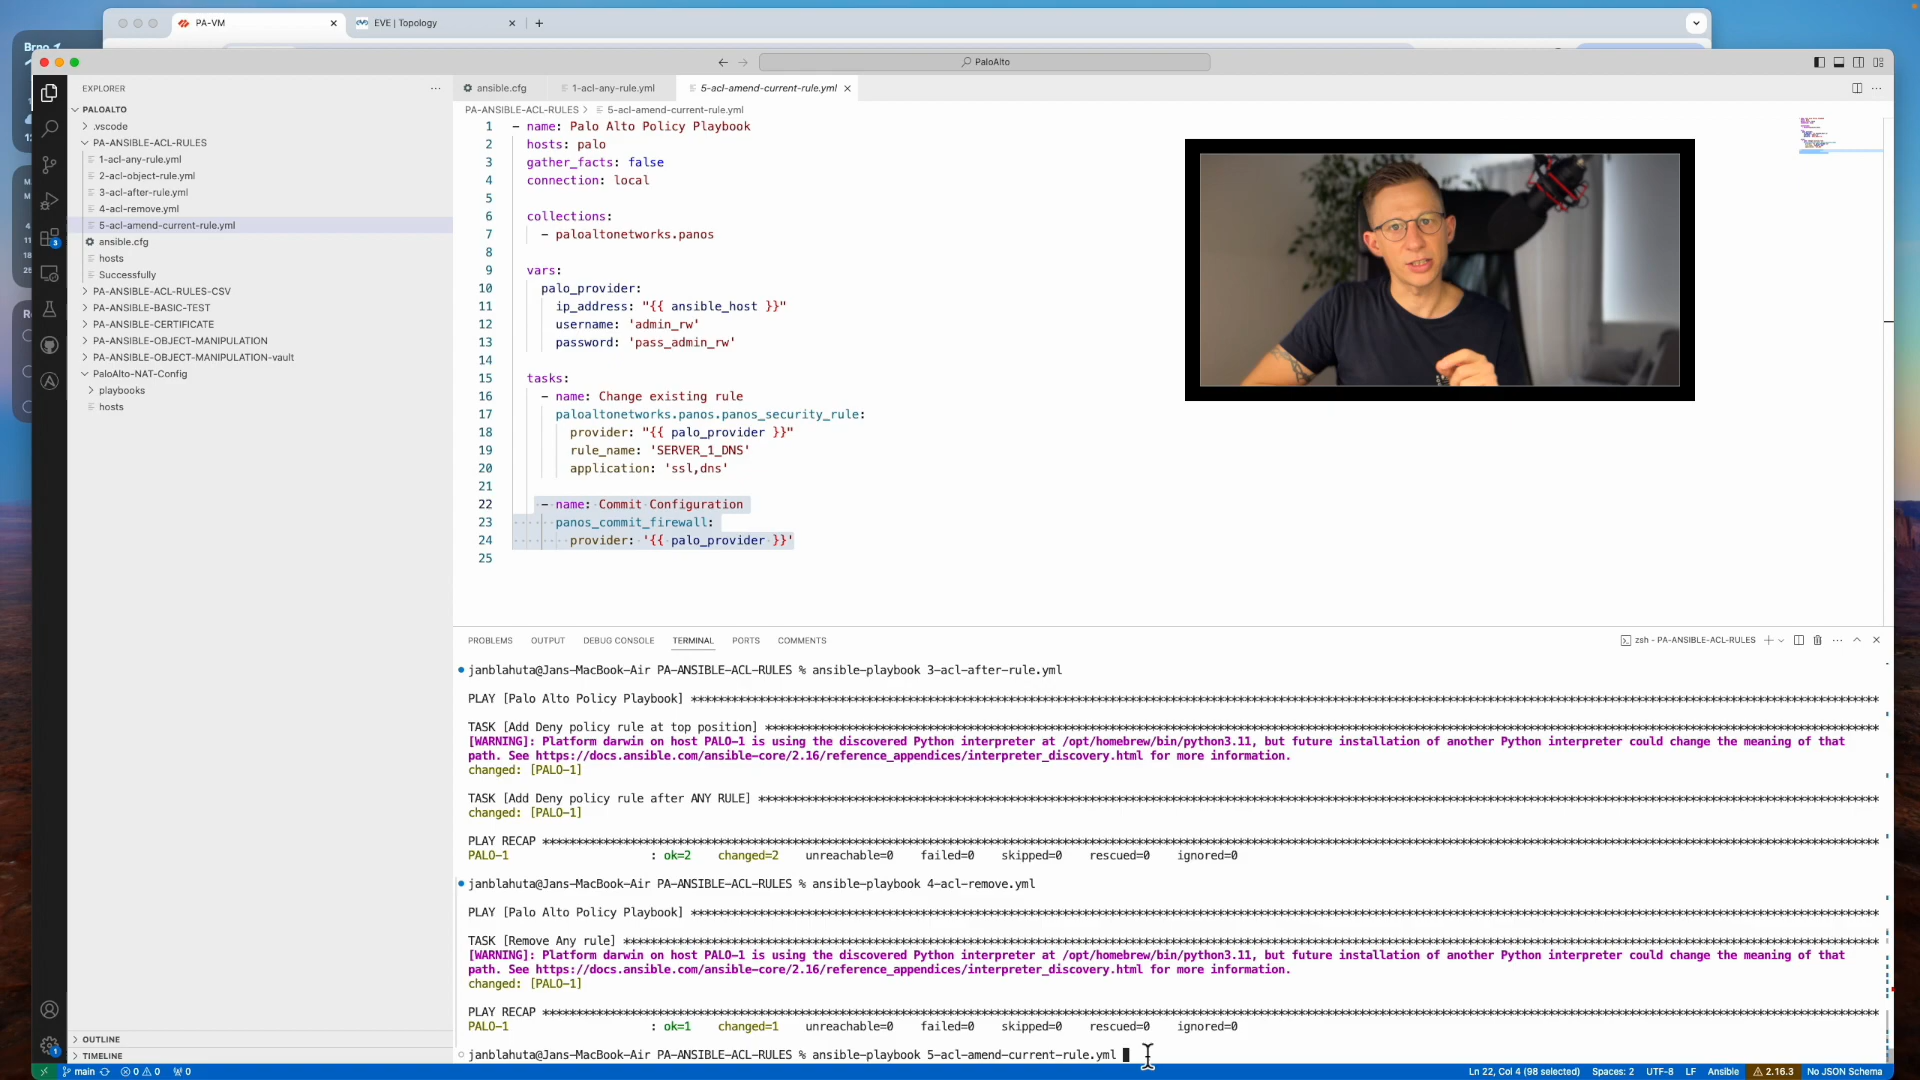 PA-VM
EVE | Topology
Brno
PaloAlto
EXPLORER
PALOALTO
.vscode
PA-ANSIBLE-ACL-RULES
1-acl-any-rule.yml
2-acl-object-rule.yml
3-acl-after-rule.yml
4-acl-remove.yml
5-acl-amend-current-rule.yml
ansible.cfg
hosts
Successfully
PA-ANSIBLE-ACL-RULES-CSV
PA-ANSIBLE-BASIC-TEST
PA-ANSIBLE-CERTIFICATE
PA-ANSIBLE-OBJECT-MANIPULATION
PA-ANSIBLE-OBJECT-MANIPULATION-vault
PaloAlto-NAT-Config
playbooks
hosts
OUTLINE
TIMELINE
ansible.cfg
1-acl-any-rule.yml
5-acl-amend-current-rule.yml
PA-ANSIBLE-ACL-RULES > 5-acl-amend-current-rule.yml
1 - name: Palo Alto Policy Playbook
2 hosts: palo
3 gather_facts: false
4 connection: local
5
6 collections:
7 - paloaltonetworks.panos
8
9 vars:
10 palo_provider:
11 ip_address: "{{ ansible_host }}"
12 username: 'admin_rw'
13 password: 'pass_admin_rw'
14
15 tasks:
16 - name: Change existing rule
17 paloaltonetworks.panos.panos_security_rule:
18 provider: "{{ palo_provider }}"
19 rule_name: 'SERVER_1_DNS'
20 application: 'ssl,dns'
21
22 - name: Commit Configuration
23 panos_commit_firewall:
24 provider: '{{ palo_provider }}'
25
PROBLEMS OUTPUT DEBUG CONSOLE TERMINAL PORTS COMMENTS
zsh - PA-ANSIBLE-ACL-RULES
janblahuta@Jans-MacBook-Air PA-ANSIBLE-ACL-RULES % ansible-playbook 3-acl-after-rule.yml
PLAY [Palo Alto Policy Playbook]
TASK [Add Deny policy rule at top position]
[WARNING]: Platform darwin on host PALO-1 is using the discovered Python interpreter at /opt/homebrew/bin/python3.11, but future installation of another Python interpreter could change the meaning of that
path. See https://docs.ansible.com/ansible-core/2.16/reference_appendices/interpreter_discovery.html for more information.
changed: [PALO-1]
TASK [Add Deny policy rule after ANY RULE]
changed: [PALO-1]
PLAY RECAP
PALO-1 : ok=2 changed=2 unreachable=0 failed=0 skipped=0 rescued=0 ignored=0
janblahuta@Jans-MacBook-Air PA-ANSIBLE-ACL-RULES % ansible-playbook 4-acl-remove.yml
PLAY [Palo Alto Policy Playbook]
TASK [Remove Any rule]
[WARNING]: Platform darwin on host PALO-1 is using the discovered Python interpreter at /opt/homebrew/bin/python3.11, but future installation of another Python interpreter could change the meaning of that
path. See https://docs.ansible.com/ansible-core/2.16/reference_appendices/interpreter_discovery.html for more information.
changed: [PALO-1]
PLAY RECAP
PALO-1 : ok=1 changed=1 unreachable=0 failed=0 skipped=0 rescued=0 ignored=0
janblahuta@Jans-MacBook-Air PA-ANSIBLE-ACL-RULES % ansible-playbook 5-acl-amend-current-rule.yml
main 0 0 0 Ln 22, Col 4 (98 selected) Spaces: 2 UTF-8 LF Ansible 2.16.3 No JSON Schema